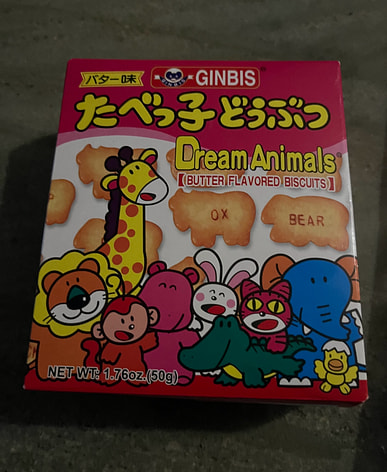 バター味
GINBIS
たべっ子どうぶつ
Dream Animals
【BUTTER FLAVORED BISCUITS】
OX
BEAR
NET WT: 1.76oz.(50g)